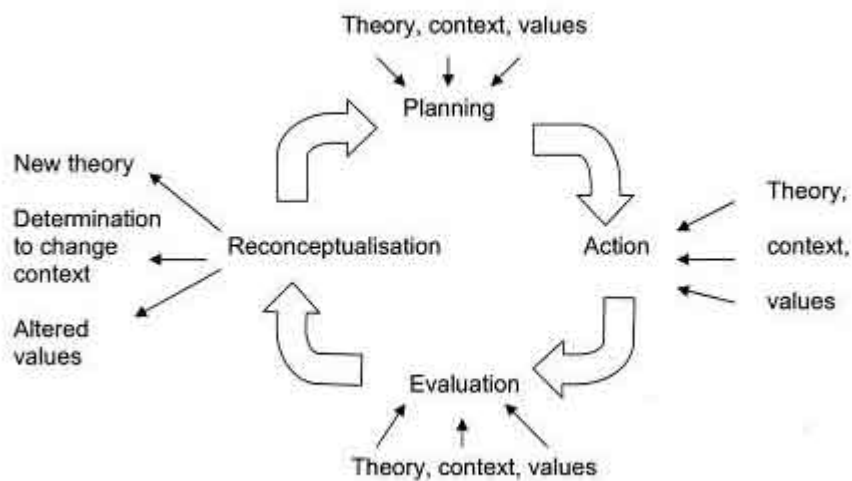 Theory, context, values
Planning
New theory
Determination
to change
context
Altered
values
Reconceptualisation
Action
Theory,
context,
values
Evaluation
Theory, context, values